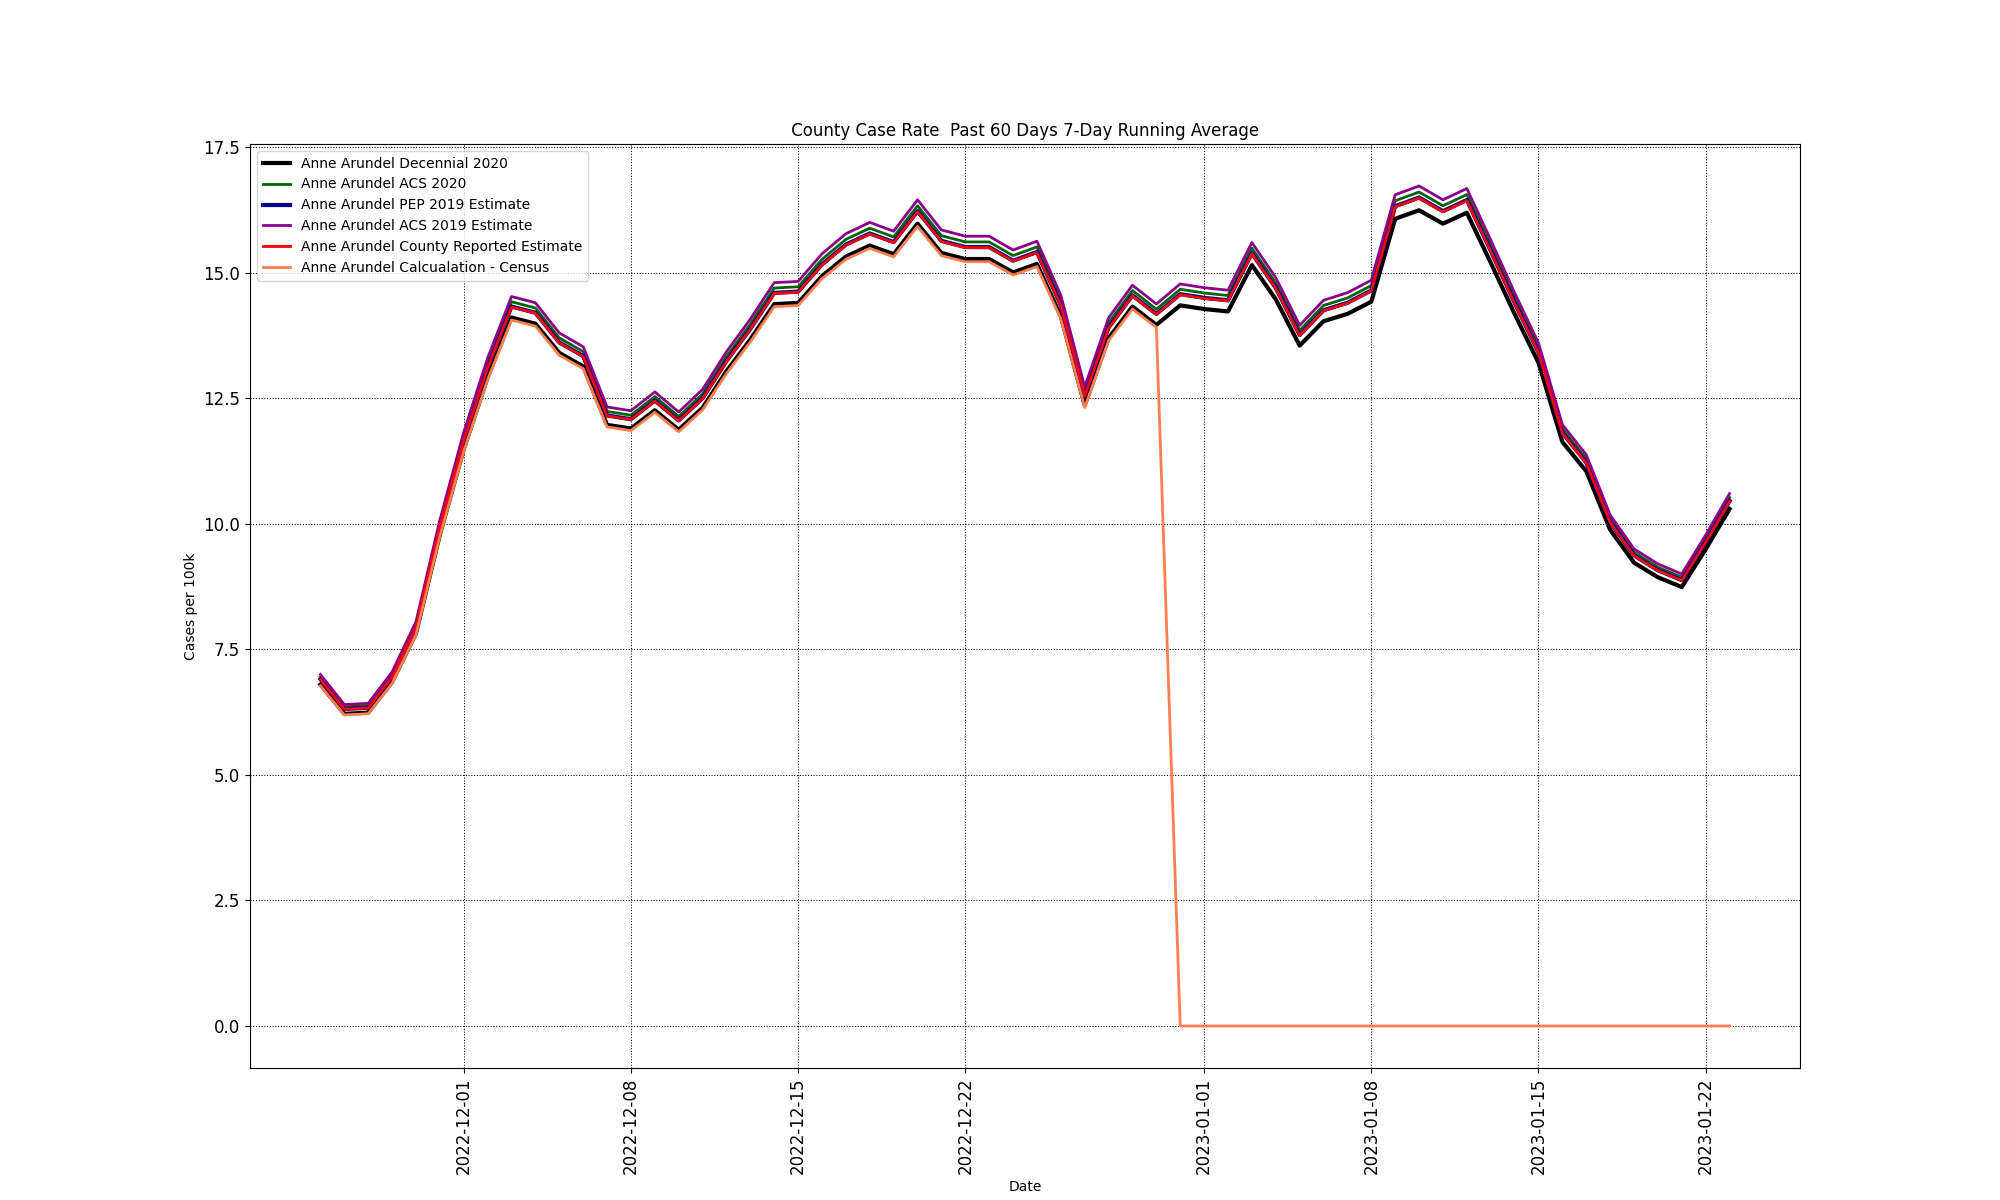 County Case Rate  Past 60 Days 7-Day Running Average
17.5
15.0
12.5
10.0
7.5
5.0
2.5
0.0
Cases per 100k
Anne Arundel Decennial 2020
Anne Arundel ACS 2020
Anne Arundel PEP 2019 Estimate
Anne Arundel ACS 2019 Estimate
Anne Arundel County Reported Estimate
Anne Arundel Calcualation - Census
2022-12-01
2022-12-08
2022-12-15
2022-12-22
2023-01-01
2023-01-08
2023-01-15
2023-01-22
Date